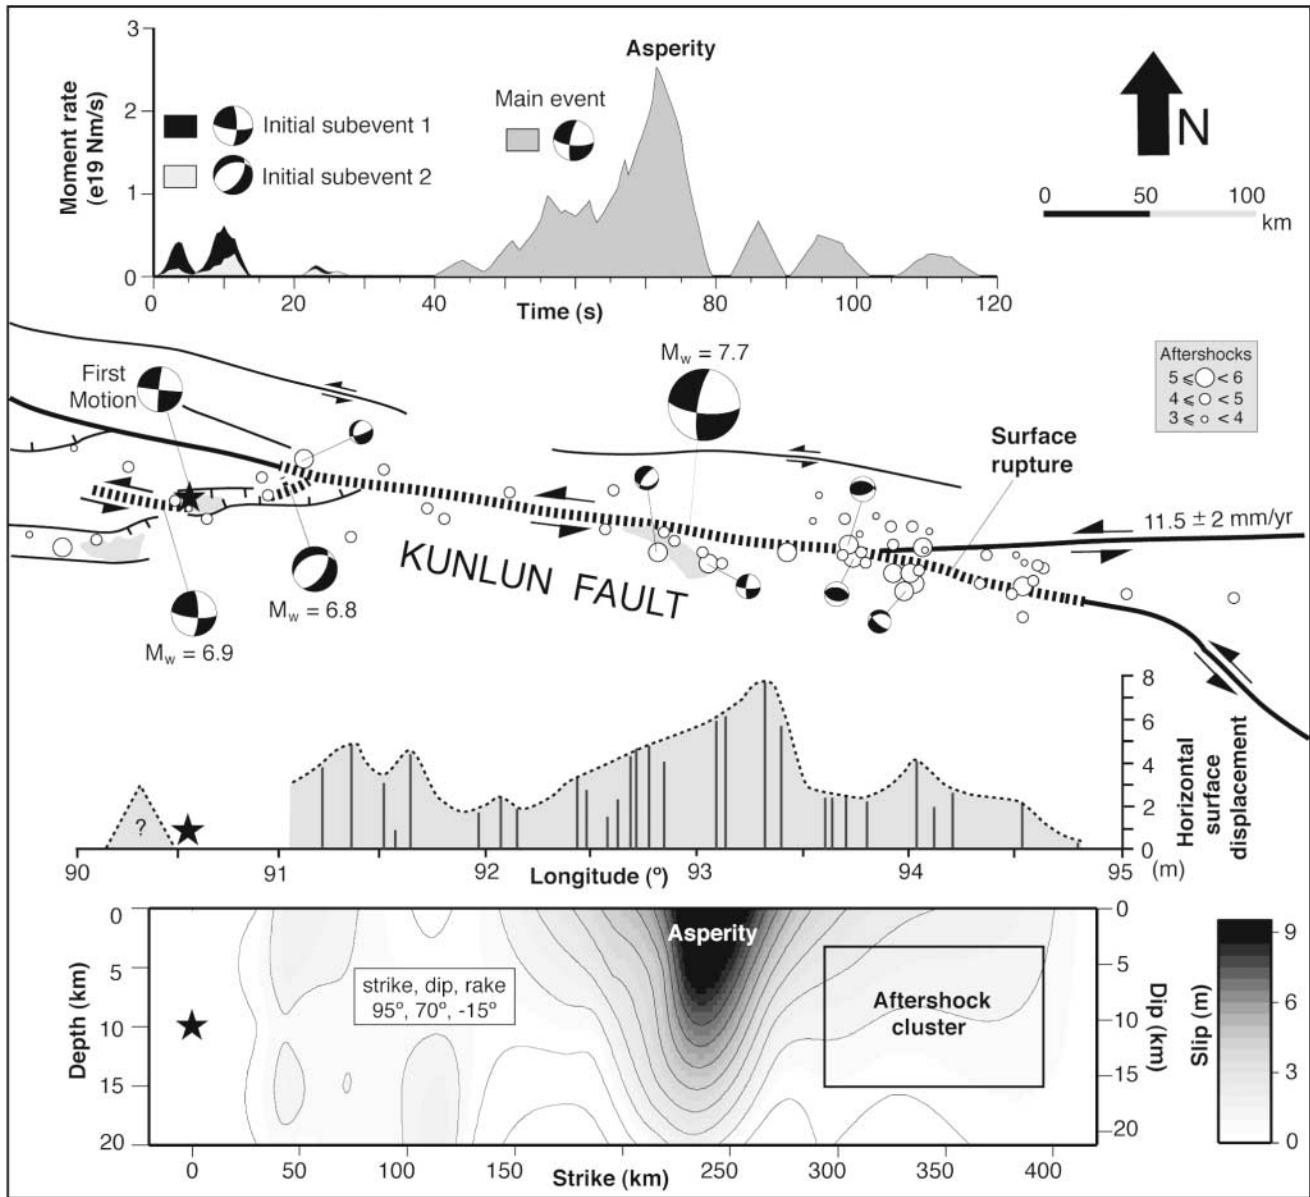 3
2
1
0
Moment rate
(e19 Nm/s)
Asperity
Main event
Initial subevent 1
Initial subevent 2
0 20 40 60 80 100 120
Time (s)
N
0 50 100
km
First
Motion
Mw = 7.7
Aftershocks
5 ⩽ < 6
4 ⩽ < 5
3 ⩽ < 4
Surface
rupture
11.5 ± 2 mm/yr
KUNLUN FAULT
Mw = 6.8
Mw = 6.9
8
6
4
2
0
(m)
Horizontal
surface
displacement
?
90 91 92 93 94 95
Longitude (º)
0
5
10
15
20
Depth (km)
Asperity
strike, dip, rake
95º, 70º, -15º
Aftershock
cluster
0
5
10
15
20
Dip (km)
0 50 100 150 200 250 300 350 400
Strike (km)
Slip (m)
9
6
3
0